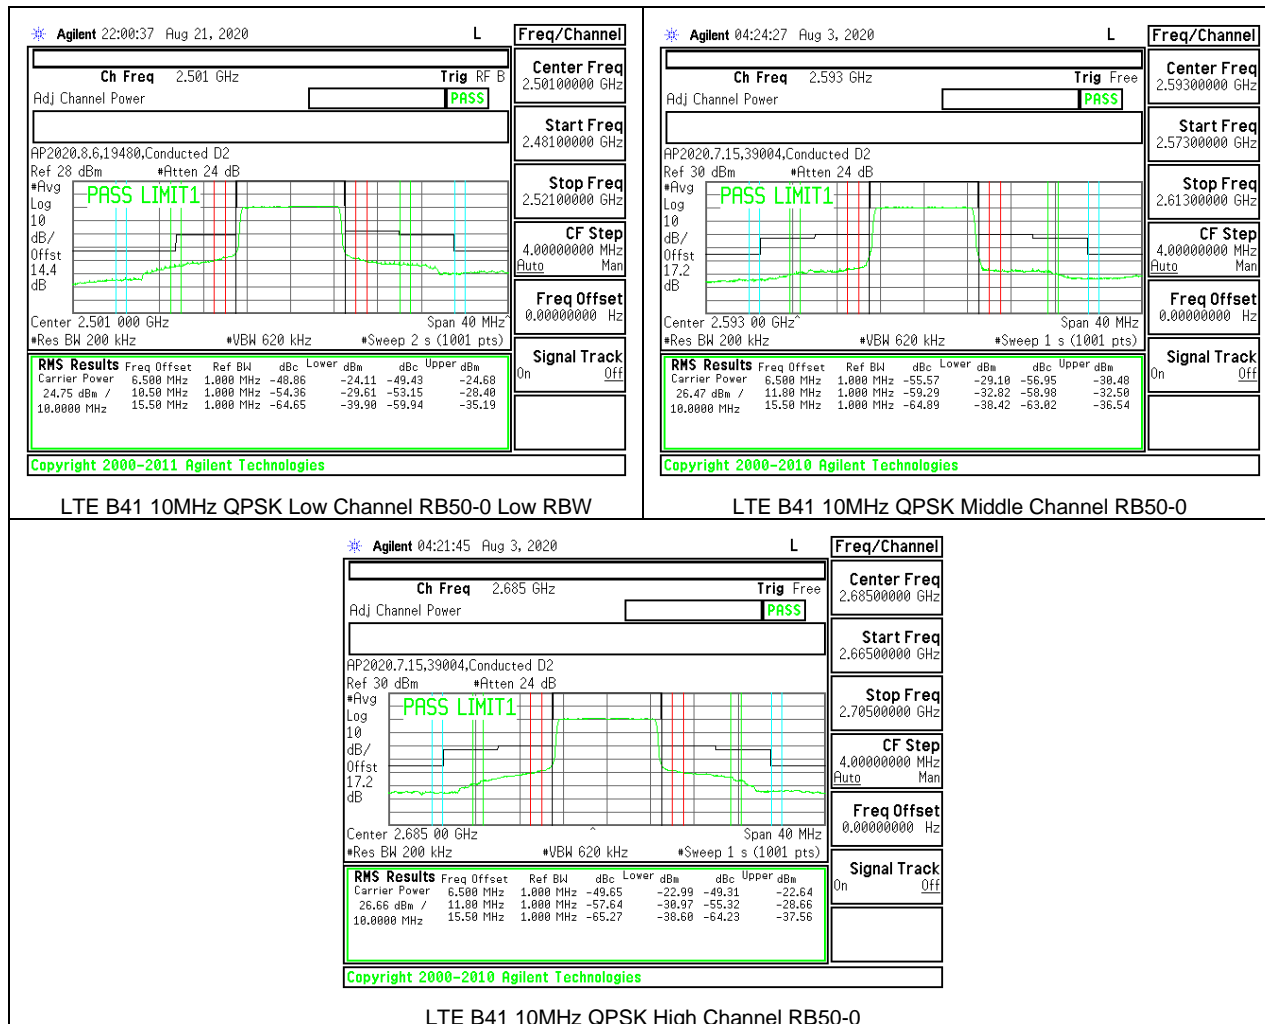 Agilent 22:00:37 Aug 21, 2020 L Freq/Channel
Ch Freq 2.501 GHz Trig RF B
Adj Channel Power PASS
Center Freq
2.50100000 GHz
Start Freq
2.48100000 GHz
AP2020.8.6,19480,Conducted D2
Ref 28 dBm #Atten 24 dB
#Avg
Log
10
dB/
Offst
14.4
dB
PASS LIMIT1
Stop Freq
2.52100000 GHz
CF Step
4.00000000 MHz
Auto Man
Freq Offset
0.00000000 Hz
Center 2.501 000 GHz^ Span 40 MHz
#Res BW 200 kHz #VBW 620 kHz #Sweep 2 s (1001 pts)
Signal Track
On Off
RMS Results Freq Offset Ref BW dBc Lower dBm dBc Upper dBm
Carrier Power 6.500 MHz 1.000 MHz -48.86 -24.11 -49.43 -24.68
24.75 dBm / 10.50 MHz 1.000 MHz -54.36 -29.61 -53.15 -28.40
10.0000 MHz 15.50 MHz 1.000 MHz -64.65 -39.90 -59.94 -35.19
Copyright 2000-2011 Agilent Technologies
LTE B41 10MHz QPSK Low Channel RB50-0 Low RBW
Agilent 04:24:27 Aug 3, 2020 L Freq/Channel
Ch Freq 2.593 GHz Trig Free
Adj Channel Power PASS
Center Freq
2.59300000 GHz
Start Freq
2.57300000 GHz
AP2020.7.15,39004,Conducted D2
Ref 30 dBm #Atten 24 dB
#Avg
Log
10
dB/
Offst
17.2
dB
PASS LIMIT1
Stop Freq
2.61300000 GHz
CF Step
4.00000000 MHz
Auto Man
Freq Offset
0.00000000 Hz
Center 2.593 00 GHz^ Span 40 MHz
#Res BW 200 kHz #VBW 620 kHz #Sweep 1 s (1001 pts)
Signal Track
On Off
RMS Results Freq Offset Ref BW dBc Lower dBm dBc Upper dBm
Carrier Power 6.500 MHz 1.000 MHz -55.57 -29.10 -56.95 -30.48
26.47 dBm / 11.80 MHz 1.000 MHz -59.29 -32.82 -58.98 -32.50
10.0000 MHz 15.50 MHz 1.000 MHz -64.89 -38.42 -63.02 -36.54
Copyright 2000-2010 Agilent Technologies
LTE B41 10MHz QPSK Middle Channel RB50-0
Agilent 04:21:45 Aug 3, 2020 L Freq/Channel
Ch Freq 2.685 GHz Trig Free
Adj Channel Power PASS
Center Freq
2.68500000 GHz
Start Freq
2.66500000 GHz
AP2020.7.15,39004,Conducted D2
Ref 30 dBm #Atten 24 dB
#Avg
Log
10
dB/
Offst
17.2
dB
PASS LIMIT1
Stop Freq
2.70500000 GHz
CF Step
4.00000000 MHz
Auto Man
Freq Offset
0.00000000 Hz
Center 2.685 00 GHz ^ Span 40 MHz
#Res BW 200 kHz #VBW 620 kHz #Sweep 1 s (1001 pts)
Signal Track
On Off
RMS Results Freq Offset Ref BW dBc Lower dBm dBc Upper dBm
Carrier Power 6.500 MHz 1.000 MHz -49.65 -22.99 -49.31 -22.64
26.66 dBm / 11.80 MHz 1.000 MHz -57.64 -30.97 -55.32 -28.66
10.0000 MHz 15.50 MHz 1.000 MHz -65.27 -38.60 -64.23 -37.56
Copyright 2000-2010 Agilent Technologies
LTE B41 10MHz QPSK High Channel RB50-0